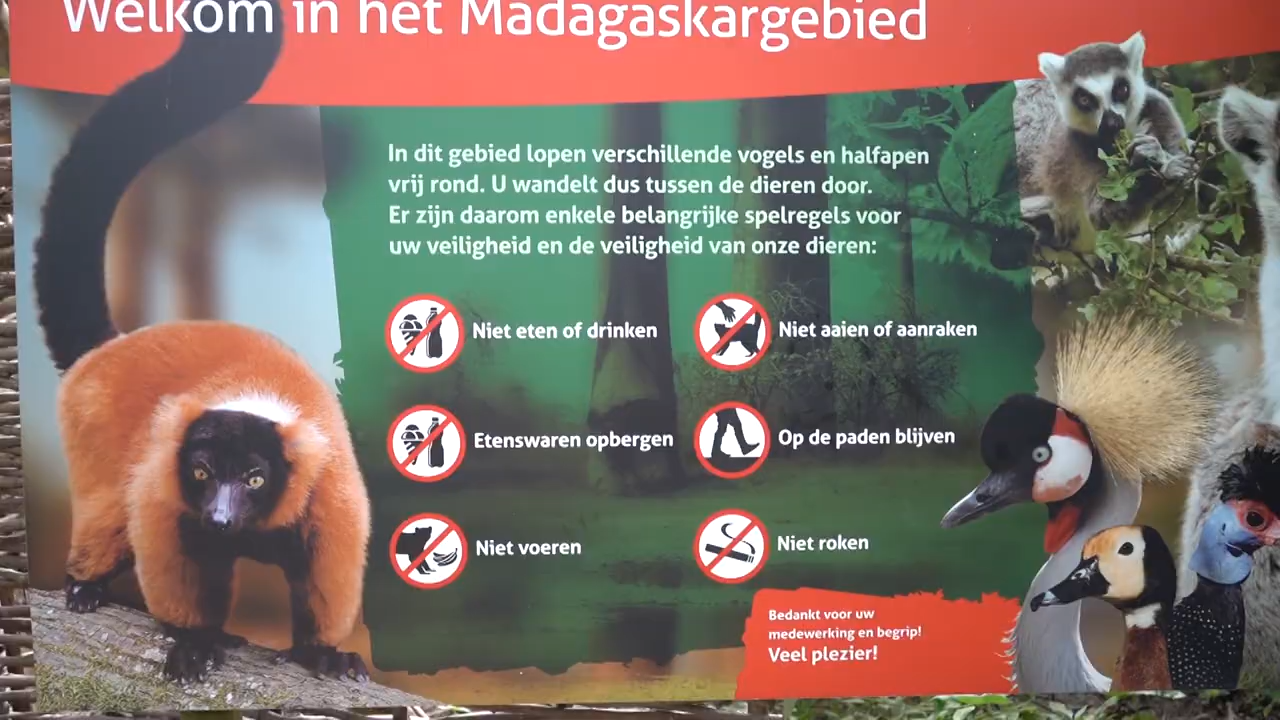 Welkom in het Madagaskargebied
In dit gebied lopen verschillende vogels en halfapen
vrij rond. U wandelt dus tussen de dieren door.
Er zijn daarom enkele belangrijke spelregels voor
uw veiligheid en de veiligheid van onze dieren:
Niet eten of drinken
Niet aaien of aanraken
Etenswaren opbergen
Op de paden blijven
Niet voeren
Niet roken
Bedankt voor uw
medewerking en begrip!
Veel plezier!